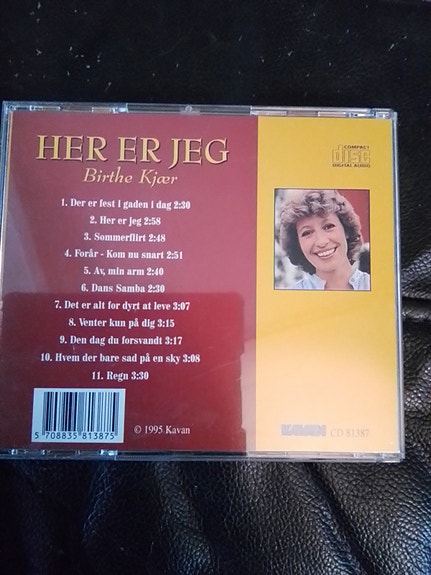 HER ER JEG
Birthe Kjær
COMPACT
disc
DIGITAL AUDIO
1. Der er fest i gaden i dag 2:30
2. Her er jeg 2:58
3. Sommerflirt 2:48
4. Forår - Kom nu snart 2:51
5. Av, min arm 2:40
6. Dans Samba 2:30
7. Det er alt for dyrt at leve 3:07
8. Venter kun på dig 3:15
9. Den dag du forsvandt 3:17
10. Hvem der bare sad på en sky 3:08
11. Regn 3:30
5 708835 813875
© 1995 Kavan
KAVAN
CD 81387